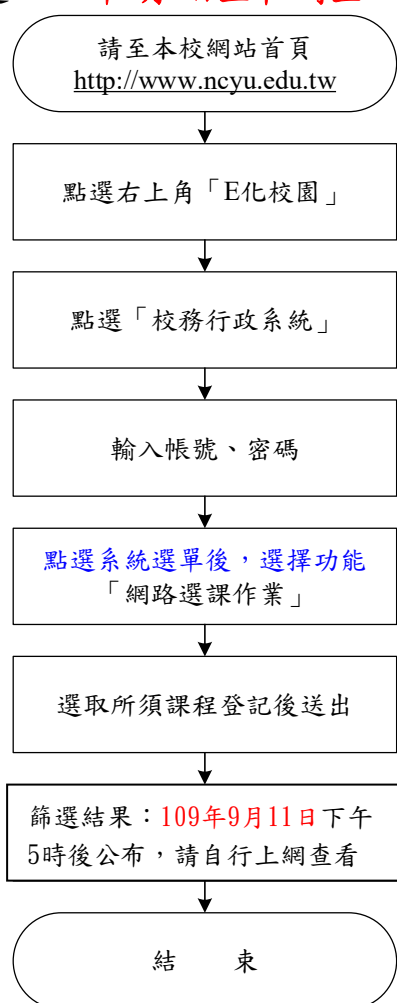 請至本校網站首頁
http://www.ncyu.edu.tw
點選右上角「E化校園」
點選「校務行政系統」
輸入帳號、密碼
點選系統選單後，選擇功能
「網路選課作業」
選取所須課程登記後送出
篩選結果：109年9月11日下午
5時後公布，請自行上網查看
結 束